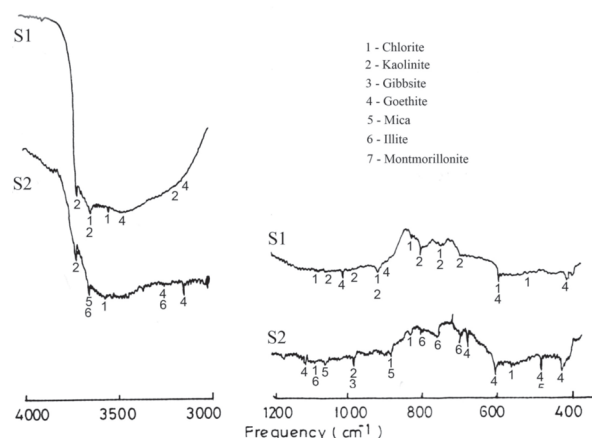 S1
S2
1 - Chlorite
2 - Kaolinite
3 - Gibbsite
4 - Goethite
5 - Mica
6 - Illite
7 - Montmorillonite
2 1 1 4 2 4
2
2 5 1 4 4
6 6
S1
1 2 1 2 1 4 1 2 1 2 2 1 1 4
2 4
S2
4 1 5 2 1 1 6 6 6 4 4 1 4 4
6 3 5
4000 3500 3000
1200 1000 800 600 400
Frequency ( cm⁻¹ )